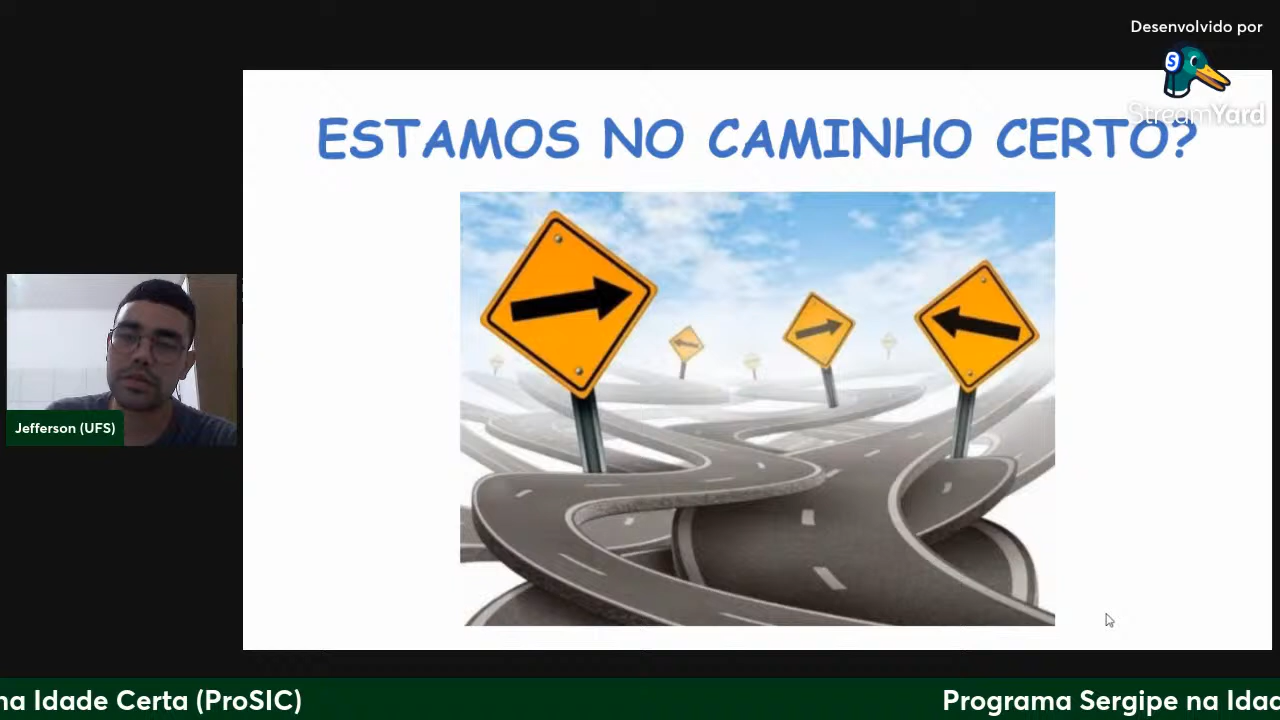 Desenvolvido por
StreamYard
ESTAMOS NO CAMINHO CERTO?
Jefferson (UFS)
na Idade Certa (ProSIC)
Programa Sergipe na Idad